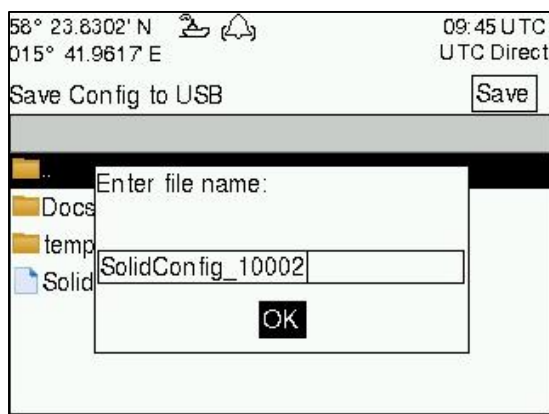 58° 23.8302' N
09:45 UTC
015° 41.9617' E
UTC Direct
Save Config to USB
Save
..
Enter file name:
Docs
temp
SolidConfig_10002
Solid
OK